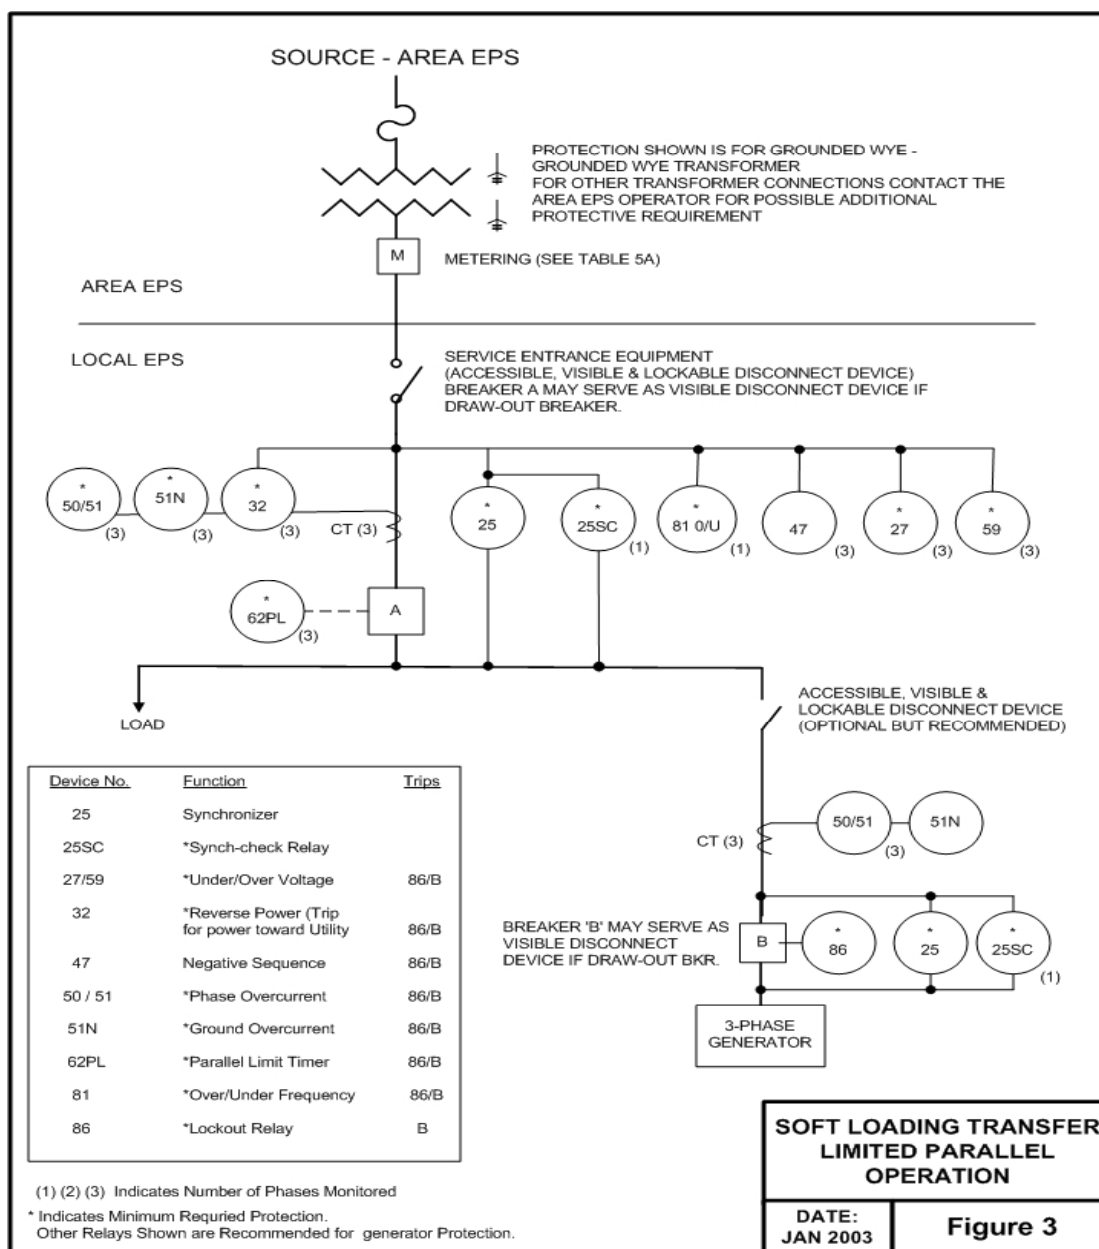 SOURCE - AREA EPS
PROTECTION SHOWN IS FOR GROUNDED WYE -
GROUNDED WYE TRANSFORMER
FOR OTHER TRANSFORMER CONNECTIONS CONTACT THE
AREA EPS OPERATOR FOR POSSIBLE ADDITIONAL
PROTECTIVE REQUIREMENT
M
METERING (SEE TABLE 5A)
AREA EPS
LOCAL EPS
SERVICE ENTRANCE EQUIPMENT
(ACCESSIBLE, VISIBLE & LOCKABLE DISCONNECT DEVICE)
BREAKER A MAY SERVE AS VISIBLE DISCONNECT DEVICE IF
DRAW-OUT BREAKER.
* 50/51 (3)
* 51N (3)
* 32 (3)
CT (3)
* 25
* 25SC (1)
* 81 0/U (1)
47 (3)
* 27 (3)
* 59 (3)
* 62PL (3)
A
LOAD
ACCESSIBLE, VISIBLE &
LOCKABLE DISCONNECT DEVICE
(OPTIONAL BUT RECOMMENDED)
CT (3)
50/51 (3)
51N
BREAKER 'B' MAY SERVE AS
VISIBLE DISCONNECT
DEVICE IF DRAW-OUT BKR.
B
* 86
* 25
* 25SC (1)
3-PHASE
GENERATOR
Device No. Function Trips
25 Synchronizer
25SC *Synch-check Relay
27/59 *Under/Over Voltage 86/B
32 *Reverse Power (Trip
for power toward Utility 86/B
47 Negative Sequence 86/B
50 / 51 *Phase Overcurrent 86/B
51N *Ground Overcurrent 86/B
62PL *Parallel Limit Timer 86/B
81 *Over/Under Frequency 86/B
86 *Lockout Relay B
(1) (2) (3) Indicates Number of Phases Monitored
* Indicates Minimum Requried Protection.
Other Relays Shown are Recommended for generator Protection.
SOFT LOADING TRANSFER
LIMITED PARALLEL
OPERATION
DATE:
JAN 2003
Figure 3